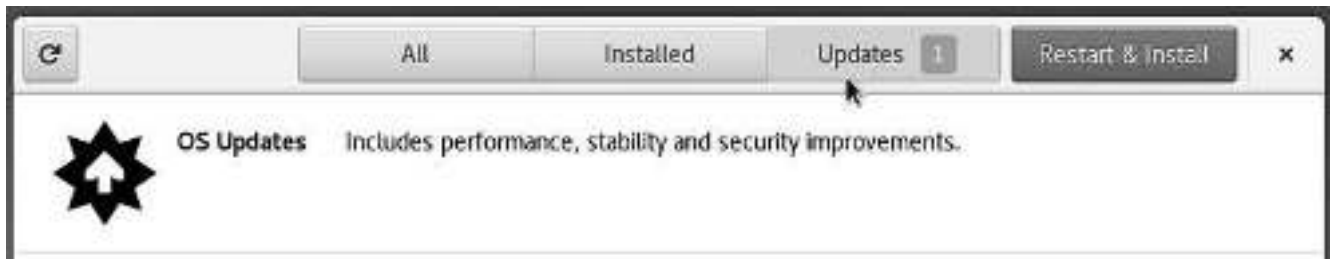 All Installed Updates 1 Restart & Install
OS Updates Includes performance, stability and security improvements.